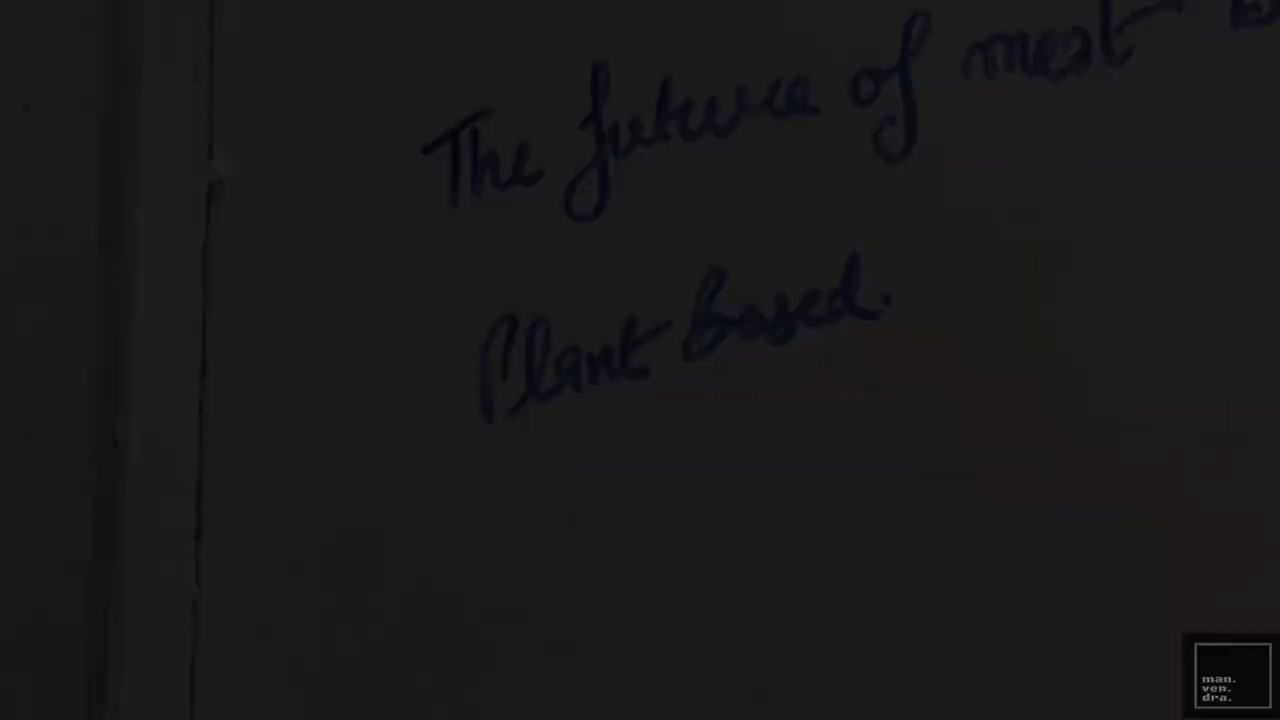 The future of meat
Plant Based.
man.
ven.
dra.